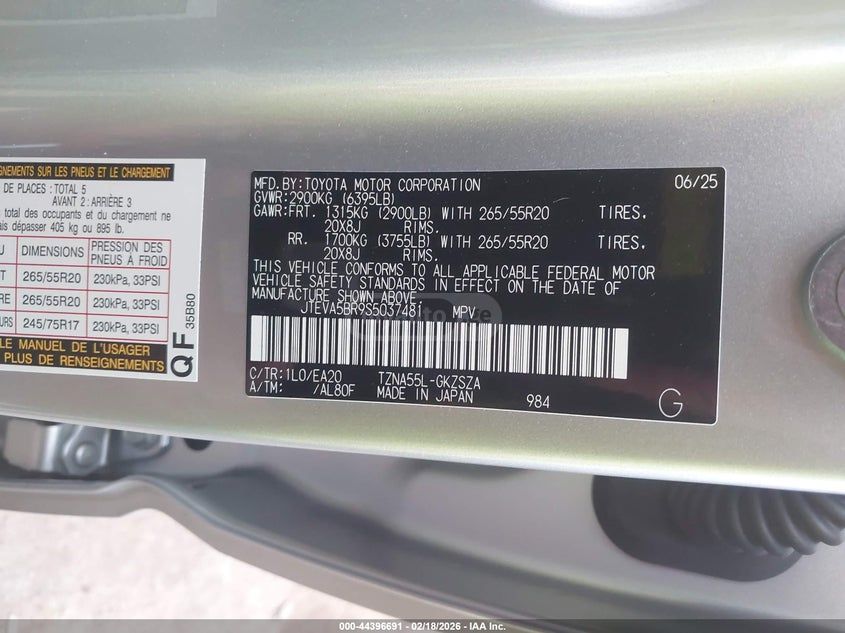 GNEMENTS SUR LES PNEUS ET LE CHARGEMENT
DE PLACES : TOTAL 5
AVANT 2 : ARRIÈRE 3
total des occupants et du chargement ne
ais dépasser 405 kg ou 895 lb.
U DIMENSIONS PRESSION DES PNEUS À FROID
T 265/55R20 230kPa, 33PSI
RE 265/55R20 230kPa, 33PSI
URS 245/75R17 230kPa, 33PSI
LE MANUEL DE L'USAGER
PLUS DE RENSEIGNEMENTS
QF 35B80
MFD.BY:TOYOTA MOTOR CORPORATION 06/25
GVWR:2900KG (6395LB)
GAWR:FRT. 1315KG (2900LB) WITH 265/55R20 TIRES.
20X8J RIMS.
RR. 1700KG (3755LB) WITH 265/55R20 TIRES.
20X8J RIMS.
THIS VEHICLE CONFORMS TO ALL APPLICABLE FEDERAL MOTOR
VEHICLE SAFETY STANDARDS IN EFFECT ON THE DATE OF
MANUFACTURE SHOWN ABOVE.
JTEVA5BR9S5037481 MPV
C/TR:1L0/EA20 TZNA55L-GKZSZA
A/TM: /AL80F MADE IN JAPAN 984
G
000-44396691 - 02/18/2026 - IAA Inc.